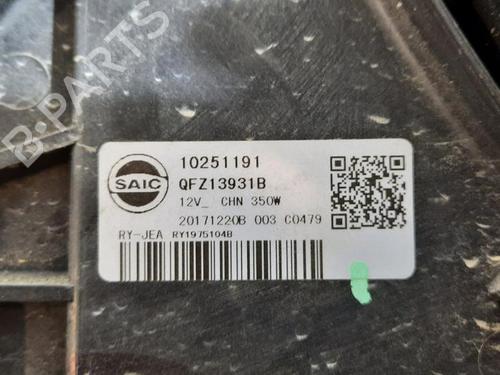 B-PARTS
SAIC
10251191
QFZ13931B
12V_ CHN 350W
20171220B 003 C0479
RY-JEA RY1975104B